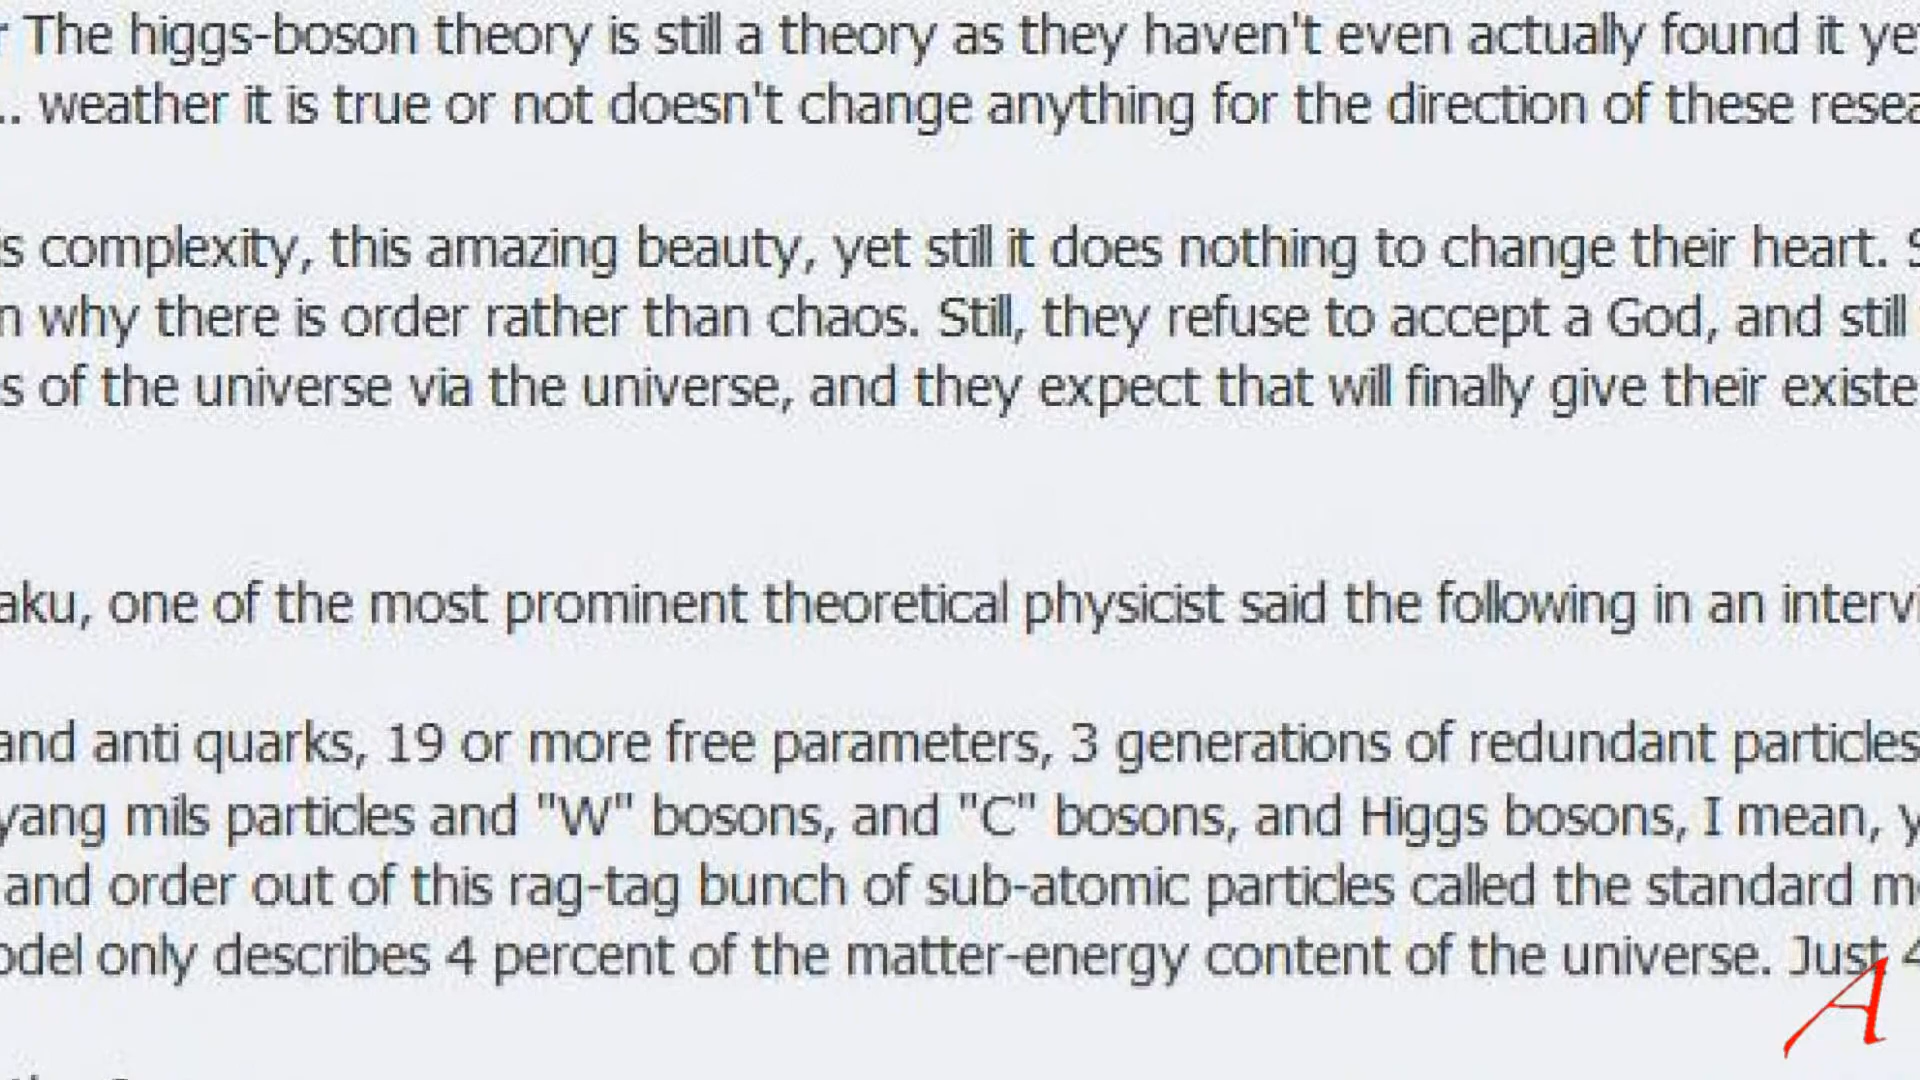 The higgs-boson theory is still a theory as they haven't even actually found it ye
.. weather it is true or not doesn't change anything for the direction of these resea
s complexity, this amazing beauty, yet still it does nothing to change their heart. S
n why there is order rather than chaos. Still, they refuse to accept a God, and still
s of the universe via the universe, and they expect that will finally give their existe
aku, one of the most prominent theoretical physicist said the following in an intervi
and anti quarks, 19 or more free parameters, 3 generations of redundant particles
yang mils particles and "W" bosons, and "C" bosons, and Higgs bosons, I mean, y
and order out of this rag-tag bunch of sub-atomic particles called the standard m
odel only describes 4 percent of the matter-energy content of the universe. Just 4
A